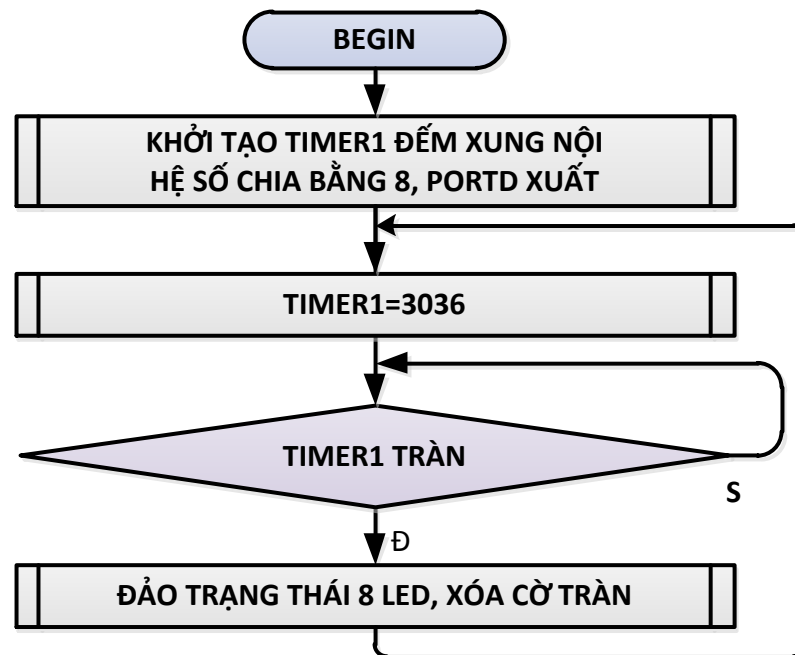 BEGIN
KHỞI TẠO TIMER1 ĐẾM XUNG NỘI
HỆ SỐ CHIA BẰNG 8, PORTD XUẤT
TIMER1=3036
TIMER1 TRÀN
S
Đ
ĐẢO TRẠNG THÁI 8 LED, XÓA CỜ TRÀN